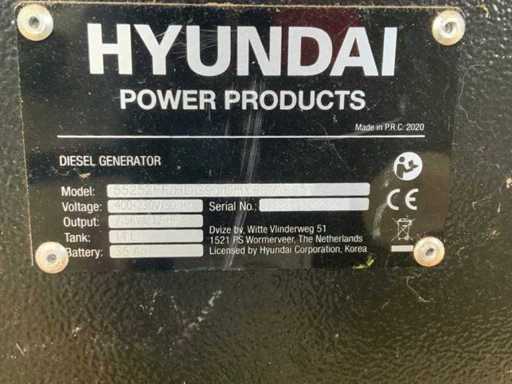 HYUNDAI
POWER PRODUCTS
Made in P.R.C. 2020
DIESEL GENERATOR
Model:
Voltage: Serial No.:
Output:
Tank:
Battery:
Dvize bv, Witte Vlinderweg 51
1521 PS Wormerveer, The Netherlands
Licensed by Hyundai Corporation, Korea
CE